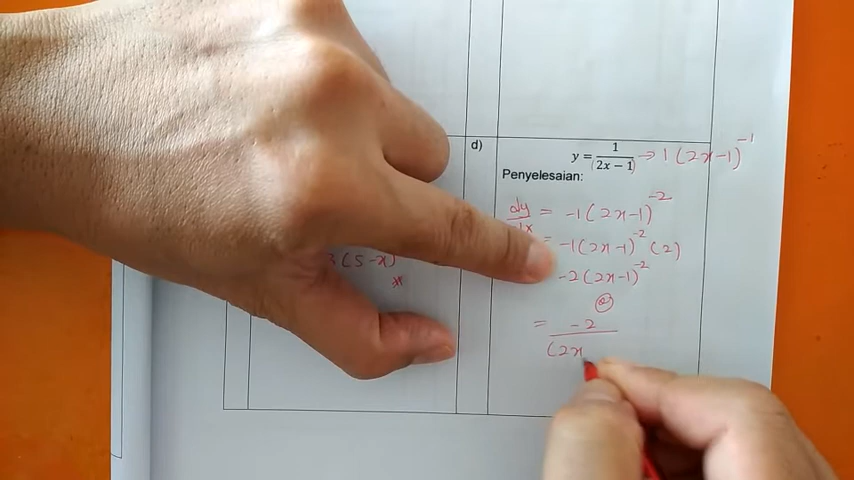 d)
y = 1/(2x − 1) → 1(2x-1)^-1
Penyelesaian:
dy/dx = -1(2x-1)^-2
= -1(2x-1)^-2 (2)
-2(2x-1)^-2
(5-x)
*
②
= -2/(2x